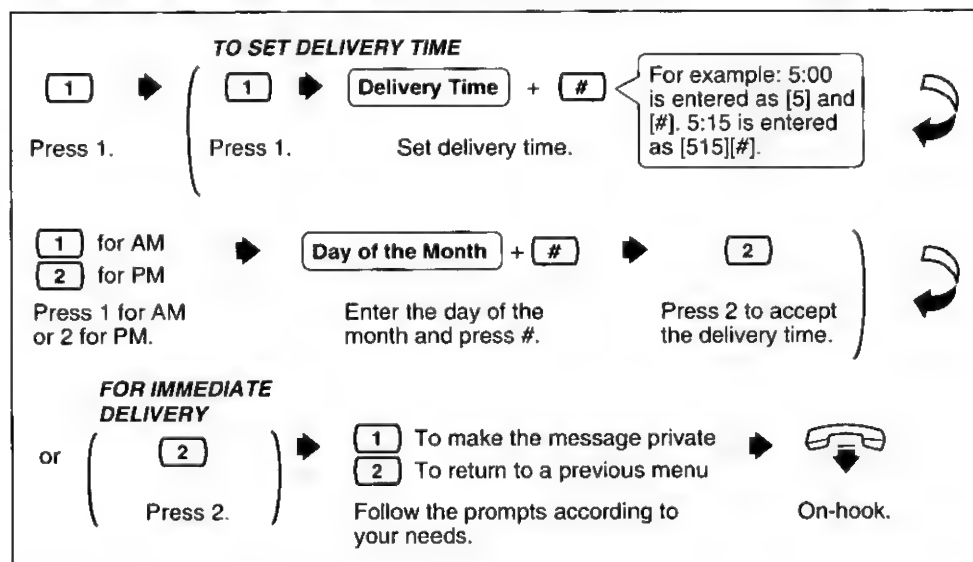 TO SET DELIVERY TIME
1
1
Delivery Time + #
For example: 5:00
is entered as [5] and
[#]. 5:15 is entered
as [515][#].
Press 1.
Press 1.
Set delivery time.
1 for AM
2 for PM
Press 1 for AM
or 2 for PM.
Day of the Month + #
Enter the day of the
month and press #.
2
Press 2 to accept
the delivery time.
or
FOR IMMEDIATE
DELIVERY
2
Press 2.
1 To make the message private
2 To return to a previous menu
Follow the prompts according to
your needs.
On-hook.